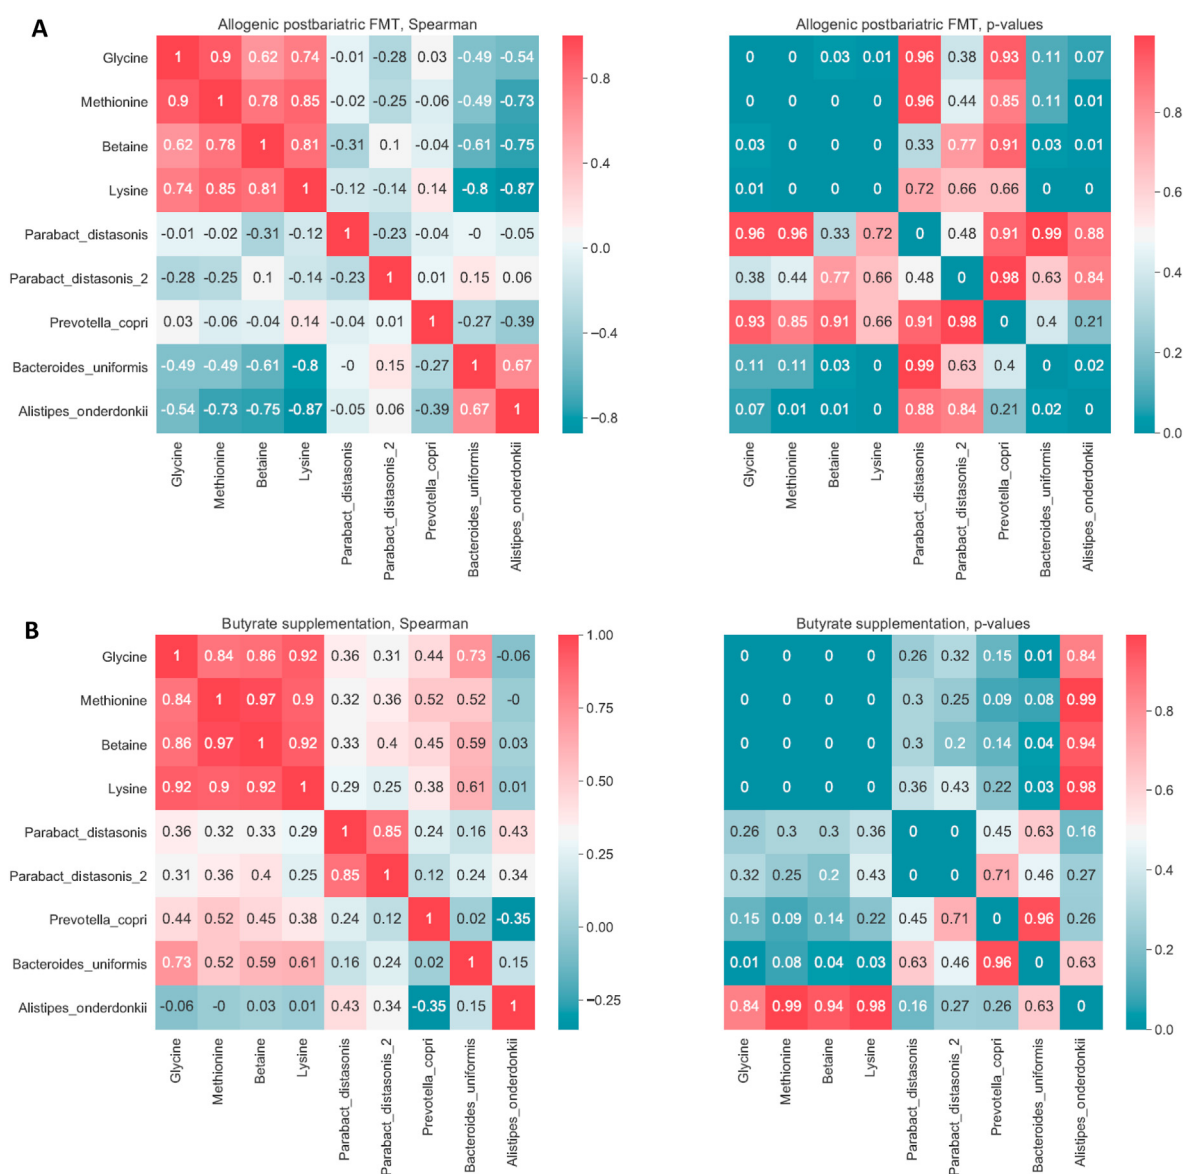 A
Allogenic postbariatric FMT, Spearman
Glycine 1 0.9 0.62 0.74 -0.01 -0.28 0.03 -0.49 -0.54
Methionine 0.9 1 0.78 0.85 -0.02 -0.25 -0.06 -0.49 -0.73
Betaine 0.62 0.78 1 0.81 -0.31 0.1 -0.04 -0.61 -0.75
Lysine 0.74 0.85 0.81 1 -0.12 -0.14 0.14 -0.8 -0.87
Parabact_distasonis -0.01 -0.02 -0.31 -0.12 1 -0.23 -0.04 -0 -0.05
Parabact_distasonis_2 -0.28 -0.25 0.1 -0.14 -0.23 1 0.01 0.15 0.06
Prevotella_copri 0.03 -0.06 -0.04 0.14 -0.04 0.01 1 -0.27 -0.39
Bacteroides_uniformis -0.49 -0.49 -0.61 -0.8 -0 0.15 -0.27 1 0.67
Alistipes_onderdonkii -0.54 -0.73 -0.75 -0.87 -0.05 0.06 -0.39 0.67 1
Glycine Methionine Betaine Lysine Parabact_distasonis Parabact_distasonis_2 Prevotella_copri Bacteroides_uniformis Alistipes_onderdonkii
0.8
0.4
0.0
−0.4
−0.8
Allogenic postbariatric FMT, p-values
0 0 0.03 0.01 0.96 0.38 0.93 0.11 0.07
0 0 0 0 0.96 0.44 0.85 0.11 0.01
0.03 0 0 0 0.33 0.77 0.91 0.03 0.01
0.01 0 0 0 0.72 0.66 0.66 0 0
0.96 0.96 0.33 0.72 0 0.48 0.91 0.99 0.88
0.38 0.44 0.77 0.66 0.48 0 0.98 0.63 0.84
0.93 0.85 0.91 0.66 0.91 0.98 0 0.4 0.21
0.11 0.11 0.03 0 0.99 0.63 0.4 0 0.02
0.07 0.01 0.01 0 0.88 0.84 0.21 0.02 0
Glycine Methionine Betaine Lysine Parabact_distasonis Parabact_distasonis_2 Prevotella_copri Bacteroides_uniformis Alistipes_onderdonkii
0.8
0.6
0.4
0.2
0.0
B
Butyrate supplementation, Spearman
Glycine 1 0.84 0.86 0.92 0.36 0.31 0.44 0.73 -0.06
Methionine 0.84 1 0.97 0.9 0.32 0.36 0.52 0.52 -0
Betaine 0.86 0.97 1 0.92 0.33 0.4 0.45 0.59 0.03
Lysine 0.92 0.9 0.92 1 0.29 0.25 0.38 0.61 0.01
Parabact_distasonis 0.36 0.32 0.33 0.29 1 0.85 0.24 0.16 0.43
Parabact_distasonis_2 0.31 0.36 0.4 0.25 0.85 1 0.12 0.24 0.34
Prevotella_copri 0.44 0.52 0.45 0.38 0.24 0.12 1 0.02 -0.35
Bacteroides_uniformis 0.73 0.52 0.59 0.61 0.16 0.24 0.02 1 0.15
Alistipes_onderdonkii -0.06 -0 0.03 0.01 0.43 0.34 -0.35 0.15 1
Glycine Methionine Betaine Lysine Parabact_distasonis Parabact_distasonis_2 Prevotella_copri Bacteroides_uniformis Alistipes_onderdonkii
1.00
0.75
0.50
0.25
0.00
−0.25
Butyrate supplementation, p-values
0 0 0 0 0.26 0.32 0.15 0.01 0.84
0 0 0 0 0.3 0.25 0.09 0.08 0.99
0 0 0 0 0.3 0.2 0.14 0.04 0.94
0 0 0 0 0.36 0.43 0.22 0.03 0.98
0.26 0.3 0.3 0.36 0 0 0.45 0.63 0.16
0.32 0.25 0.2 0.43 0 0 0.71 0.46 0.27
0.15 0.09 0.14 0.22 0.45 0.71 0 0.96 0.26
0.01 0.08 0.04 0.03 0.63 0.46 0.96 0 0.63
0.84 0.99 0.94 0.98 0.16 0.27 0.26 0.63 0
Glycine Methionine Betaine Lysine Parabact_distasonis Parabact_distasonis_2 Prevotella_copri Bacteroides_uniformis Alistipes_onderdonkii
0.8
0.6
0.4
0.2
0.0